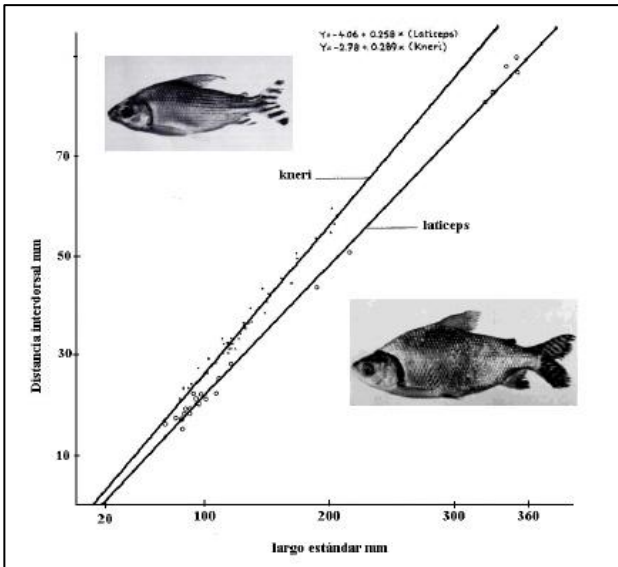 Y=-4.06+0.258 x (Laticeps)
Y=-2.78+0.289x (Kneri)
kneri
laticeps
Distancia interdorsal mm
70
50
30
10
20
100
200
300
360
largo estándar mm